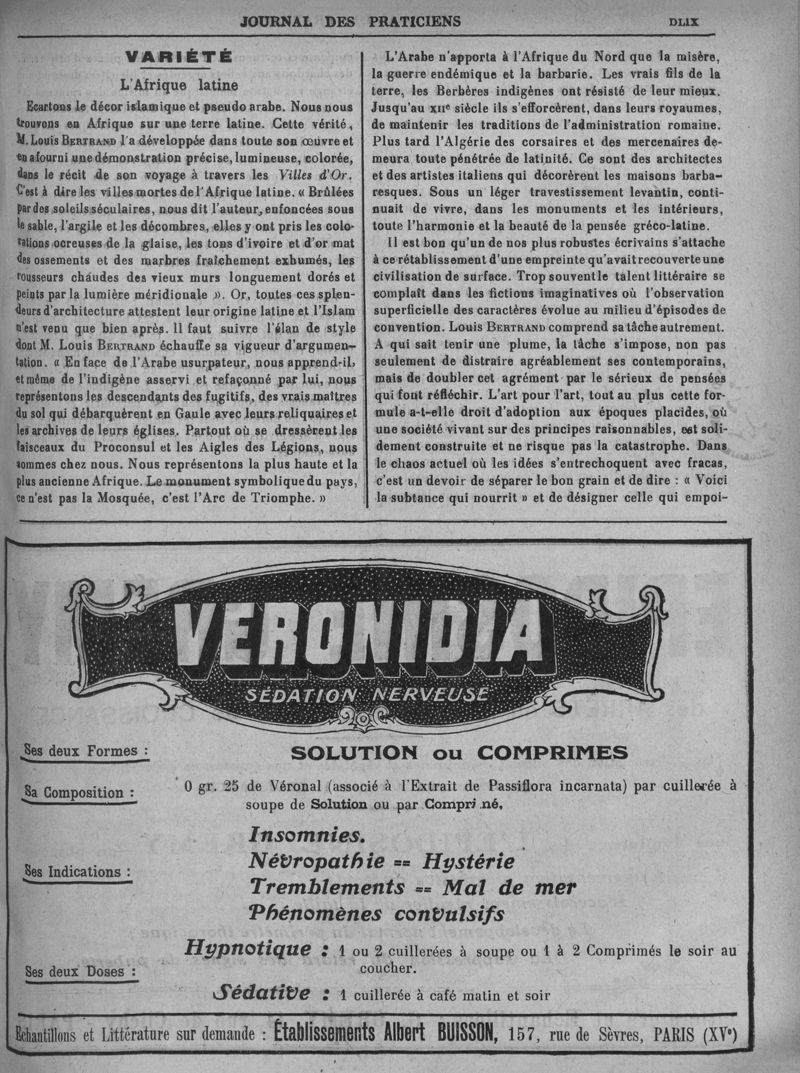 JOURNAL DES PRATICIENS
DLIX
VARIÉTÉ
L'Afrique latine
Ecartons le décor islamique et pseudo arabe. Nous nous
trouvons en Afrique sur une terre latine. Cette vérité,
M. Louis BERTRAND l'a développée dans toute son œuvre et
en a fourni une démonstration précise, lumineuse, colorée,
dans le récit de son voyage à travers les Villes d'Or.
C'est à dire les villes mortes de l'Afrique latine. « Brûlées
par des soleils séculaires, nous dit l'auteur, enfoncées sous
le sable, l'argile et les décombres, elles y ont pris les colo-
rations ocreuses de la glaise, les tons d'ivoire et d'or mat
des ossements et des marbres fraîchement exhumés, les
rousseurs chaudes des vieux murs longuement dorés et
peints par la lumière méridionale ». Or, toutes ces splen-
deurs d'architecture attestent leur origine latine et l'Islam
n'est venu que bien après. Il faut suivre l'élan de style
dont M. Louis BERTRAND échauffe sa vigueur d'argumen-
tation. « En face de l'Arabe usurpateur, nous apprend-il,
et même de l'indigène asservi et refaçonné par lui, nous
représentons les descendants des fugitifs, des vrais maîtres
du sol qui débarquèrent en Gaule avec leurs reliquaires et
les archives de leurs églises. Partout où se dressèrent les
faisceaux du Proconsul et les Aigles des Légions, nous
sommes chez nous. Nous représentons la plus haute et la
plus ancienne Afrique. Le monument symbolique du pays,
ce n'est pas la Mosquée, c'est l'Arc de Triomphe. »
L'Arabe n'apporta à l'Afrique du Nord que la misère,
la guerre endémique et la barbarie. Les vrais fils de la
terre, les Berbères indigènes ont résisté de leur mieux.
Jusqu'au XIIe siècle ils s'efforcèrent, dans leurs royaumes,
de maintenir les traditions de l'administration romaine.
Plus tard l'Algérie des corsaires et des mercenaires de-
meura toute pénétrée de latinité. Ce sont des architectes
et des artistes italiens qui décorèrent les maisons barba-
resques. Sous un léger travestissement levantin, conti-
nuait de vivre, dans les monuments et les intérieurs,
toute l'harmonie et la beauté de la pensée gréco-latine.
Il est bon qu'un de nos plus robustes écrivains s'attache
à ce rétablissement d'une empreinte qu'avait recouverte une
civilisation de surface. Trop souvent le talent littéraire se
complaît dans les fictions imaginatives où l'observation
superficielle des caractères évolue au milieu d'épisodes de
convention. Louis BERTRAND comprend sa tâche autrement.
A qui sait tenir une plume, la tâche s'impose, non pas
seulement de distraire agréablement ses contemporains,
mais de doubler cet agrément par le sérieux de pensées
qui font réfléchir. L'art pour l'art, tout au plus cette for-
mule a-t-elle droit d'adoption aux époques placides, où
une société vivant sur des principes raisonnables, est soli-
dement construite et ne risque pas la catastrophe. Dans
le chaos actuel où les idées s'entrechoquent avec fracas,
c'est un devoir de séparer le bon grain et de dire : « Voici
la subtance qui nourrit » et de désigner celle qui empoi-
VERONIDIA
SÉDATION NERVEUSE
Ses deux Formes :
SOLUTION ou COMPRIMES
Sa Composition :
0 gr. 25 de Véronal (associé à l'Extrait de Passiflora incarnata) par cuillerée à
soupe de Solution ou par Comprimé.
Ses Indications :
Insomnies.
Névropathie == Hystérie
Tremblements == Mal de mer
Phénomènes convulsifs
Ses deux Doses :
Hypnotique : 1 ou 2 cuillerées à soupe ou 1 à 2 Comprimés le soir au
coucher.
Sédative : 1 cuillerée à café matin et soir
Echantillons et Littérature sur demande : Établissements Albert BUISSON, 157, rue de Sèvres, PARIS (XVe)